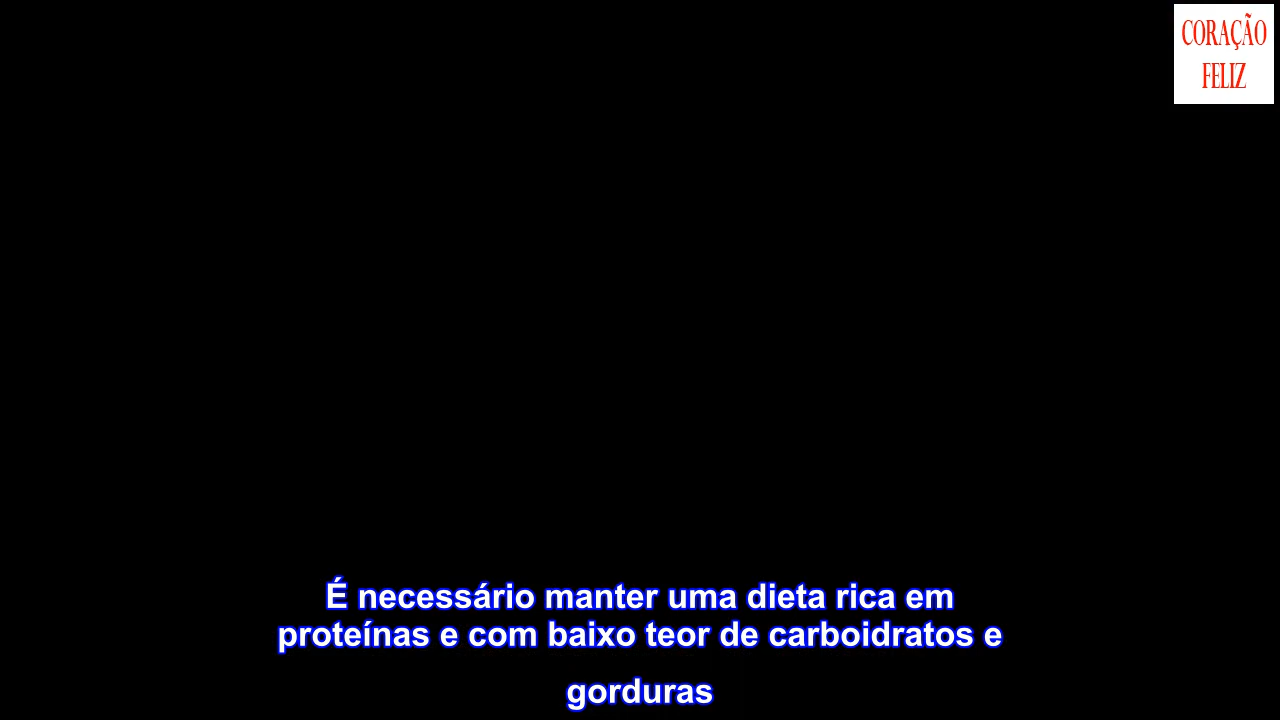 CORAÇÃO
FELIZ
É necessário manter uma dieta rica em
proteínas e com baixo teor de carboidratos e
gorduras